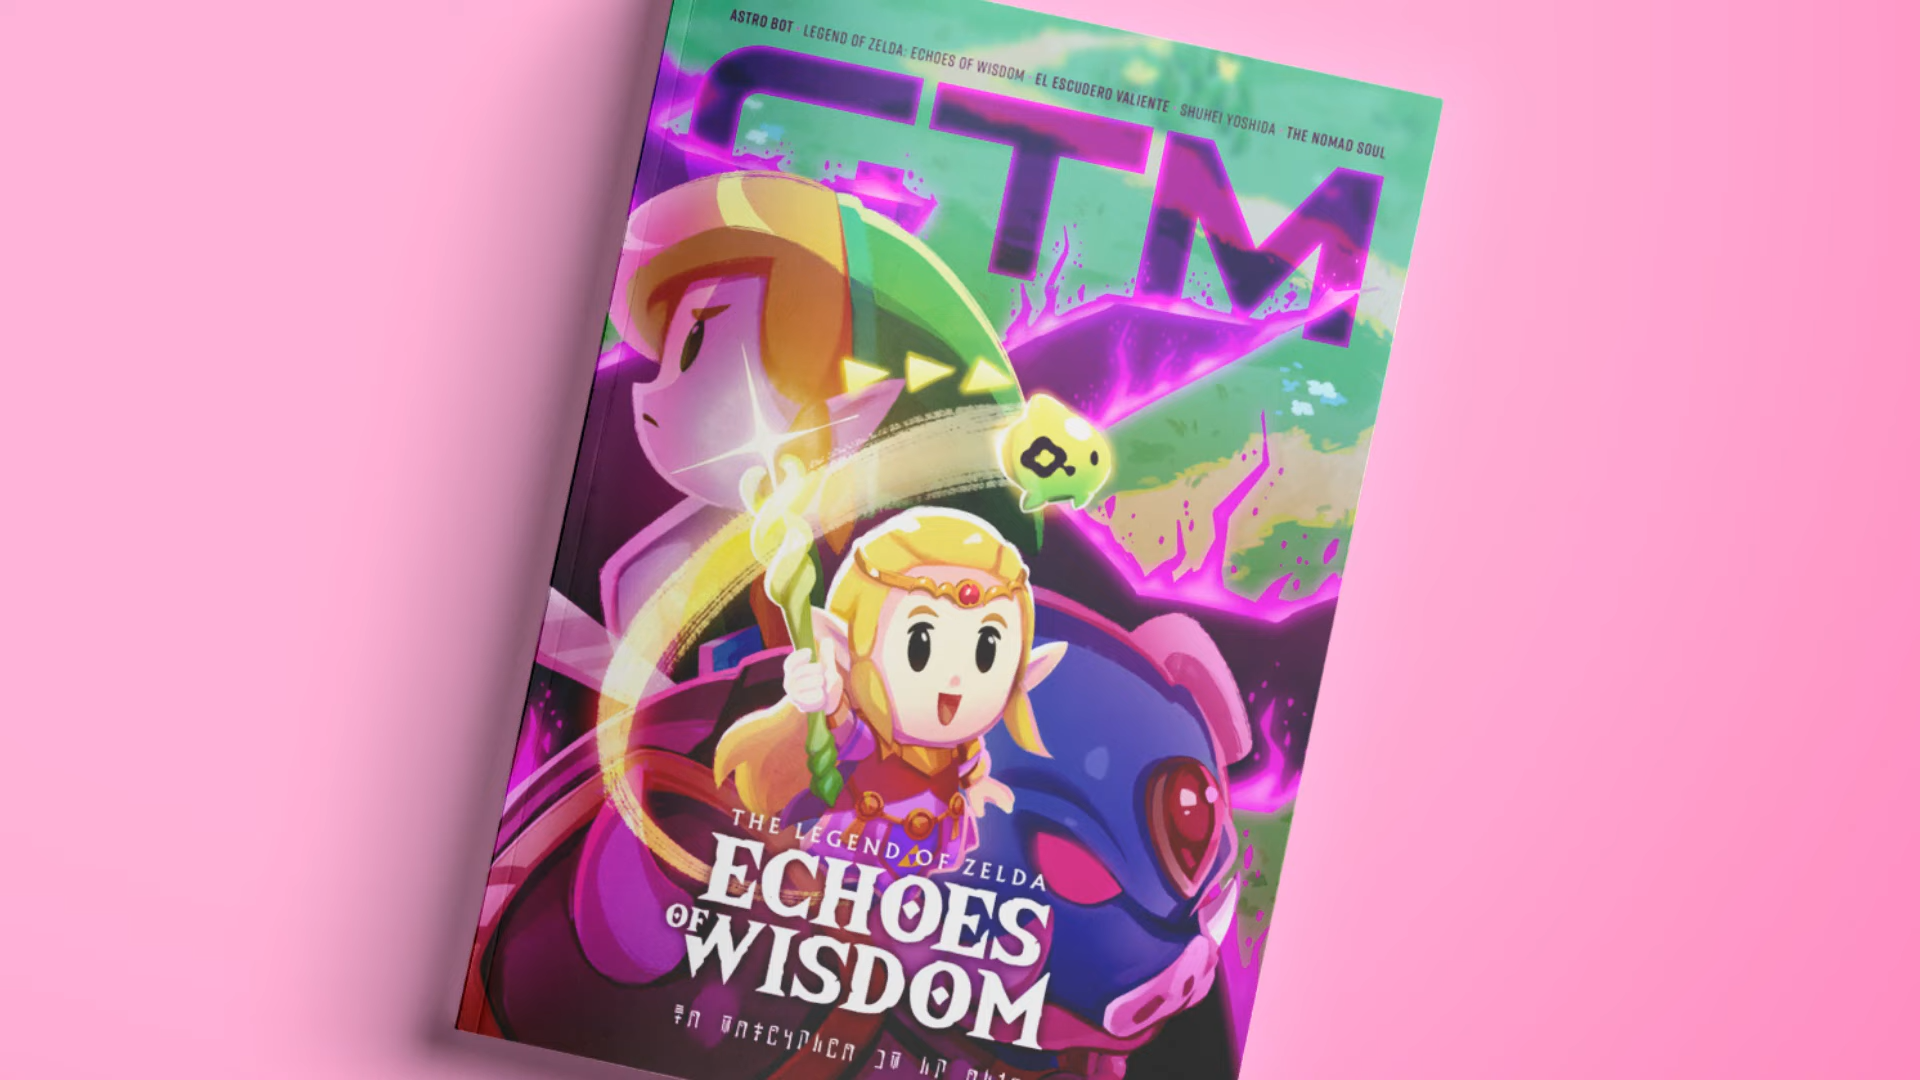 ASTRO BOT · LEGEND OF ZELDA: ECHOES OF WISDOM · EL ESCUDERO VALIENTE · SHUHEI YOSHIDA · THE NOMAD SOUL
GTM
THE LEGEND OF ZELDA
ECHOES
OF WISDOM